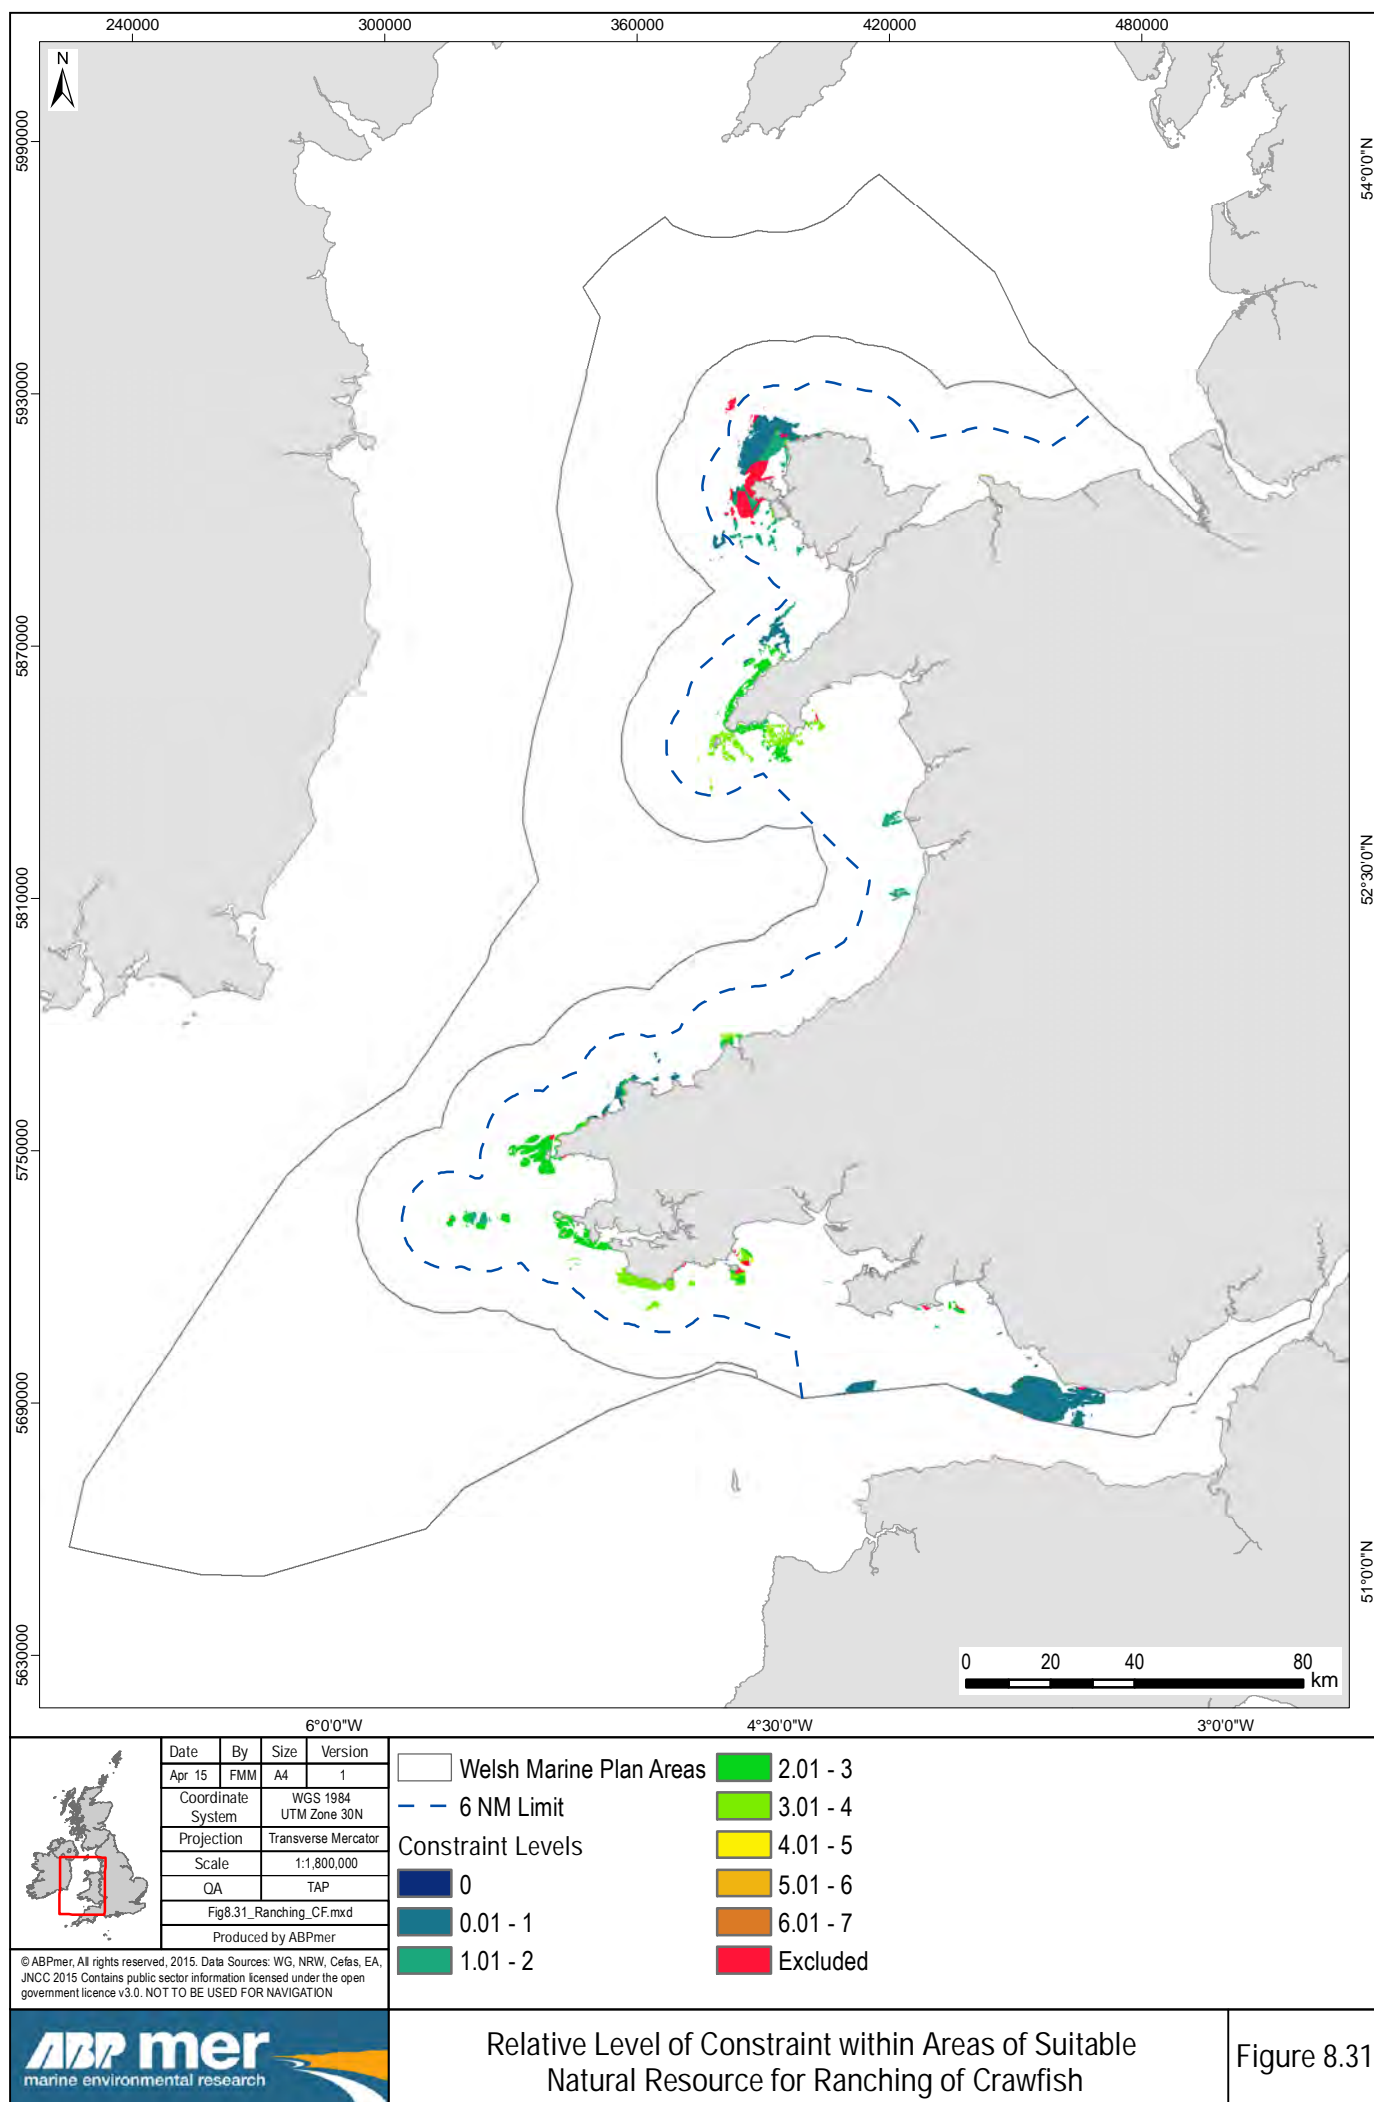 240000 300000 360000 420000 480000
N
5990000
5930000
5870000
5810000
5750000
5690000
5630000
54°0'0"N
52°30'0"N
51°0'0"N
0 20 40 80
km
6°0'0"W 4°30'0"W 3°0'0"W
Date By Size Version
Apr 15 FMM A4 1
Coordinate System WGS 1984 UTM Zone 30N
Projection Transverse Mercator
Scale 1:1,800,000
QA TAP
Fig8.31_Ranching_CF.mxd
Produced by ABPmer
© ABPmer, All rights reserved, 2015. Data Sources: WG, NRW, Cefas, EA,
JNCC 2015 Contains public sector information licensed under the open
government licence v3.0. NOT TO BE USED FOR NAVIGATION
Welsh Marine Plan Areas
6 NM Limit
Constraint Levels
0
0.01 - 1
1.01 - 2
2.01 - 3
3.01 - 4
4.01 - 5
5.01 - 6
6.01 - 7
Excluded
ABP mer
marine environmental research
Relative Level of Constraint within Areas of Suitable
Natural Resource for Ranching of Crawfish
Figure 8.31